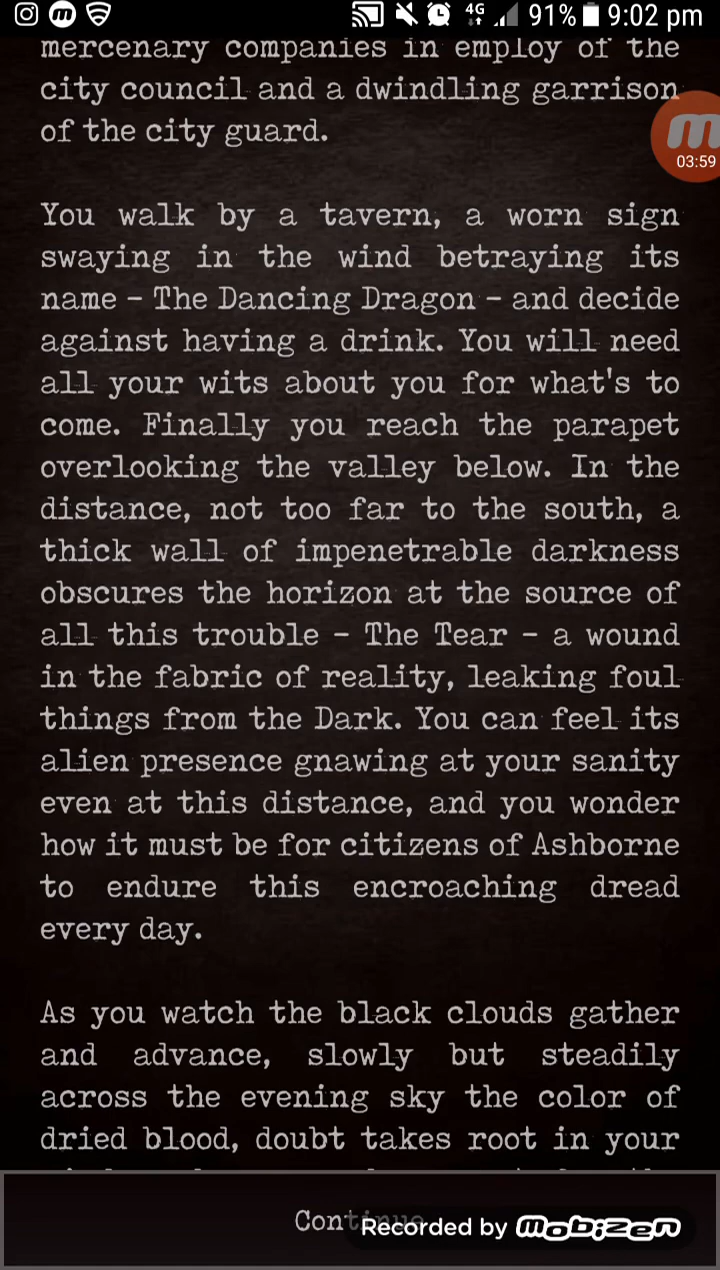 4G 91% 9:02 pm
mercenary companies in employ of the
city council and a dwindling garrison
of the city guard.
03:59
You walk by a tavern, a worn sign
swaying in the wind betraying its
name - The Dancing Dragon - and decide
against having a drink. You will need
all your wits about you for what's to
come. Finally you reach the parapet
overlooking the valley below. In the
distance, not too far to the south, a
thick wall of impenetrable darkness
obscures the horizon at the source of
all this trouble - The Tear - a wound
in the fabric of reality, leaking foul
things from the Dark. You can feel its
alien presence gnawing at your sanity
even at this distance, and you wonder
how it must be for citizens of Ashborne
to endure this encroaching dread
every day.
As you watch the black clouds gather
and advance, slowly but steadily
across the evening sky the color of
dried blood, doubt takes root in your
Continue
Recorded by mobizen